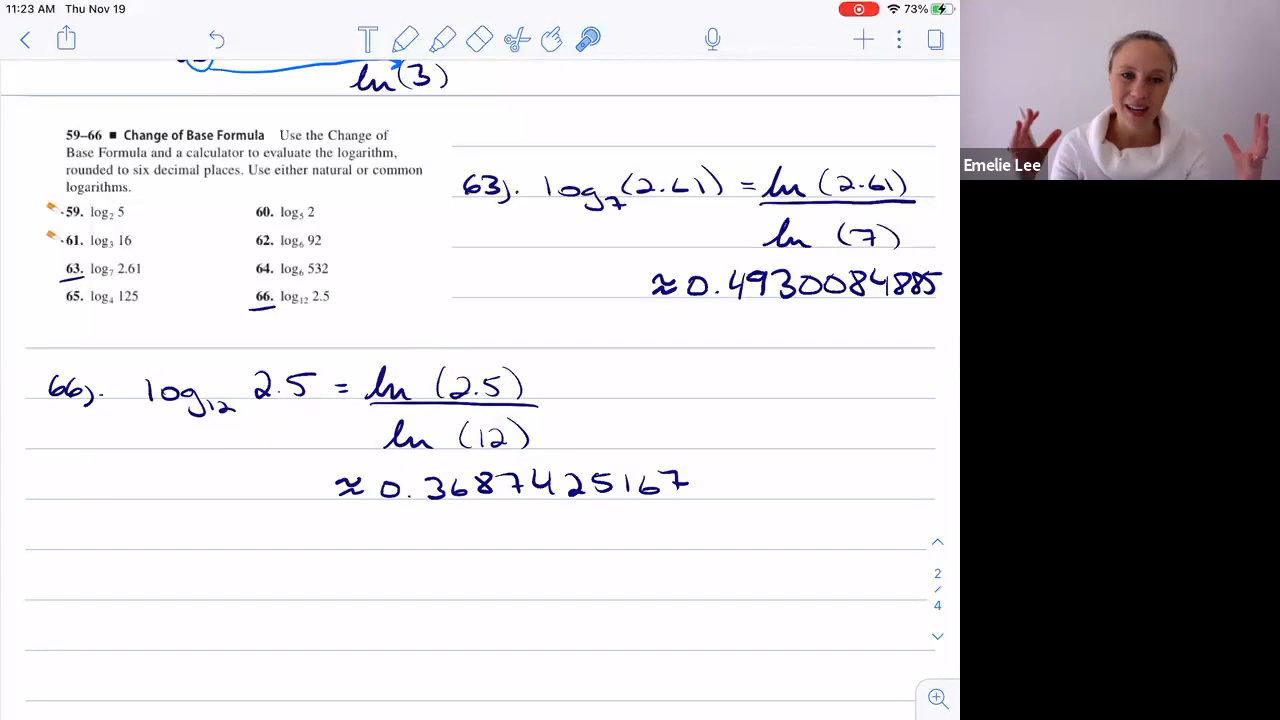 11:23 AM Thu Nov 19
73%
ln(3)
59–66 ■ Change of Base Formula Use the Change of
Base Formula and a calculator to evaluate the logarithm,
rounded to six decimal places. Use either natural or common
logarithms.
59. log₂ 5 60. log₅ 2
61. log₃ 16 62. log₆ 92
63. log₇ 2.61 64. log₆ 532
65. log₄ 125 66. log₁₂ 2.5
63). log₇(2.61) = ln (2.61)
ln (7)
≈ 0.4930084885
66). log₁₂ 2.5 = ln (2.5)
ln (12)
≈ 0.3687425167
2
/
4
T
Emelie Lee